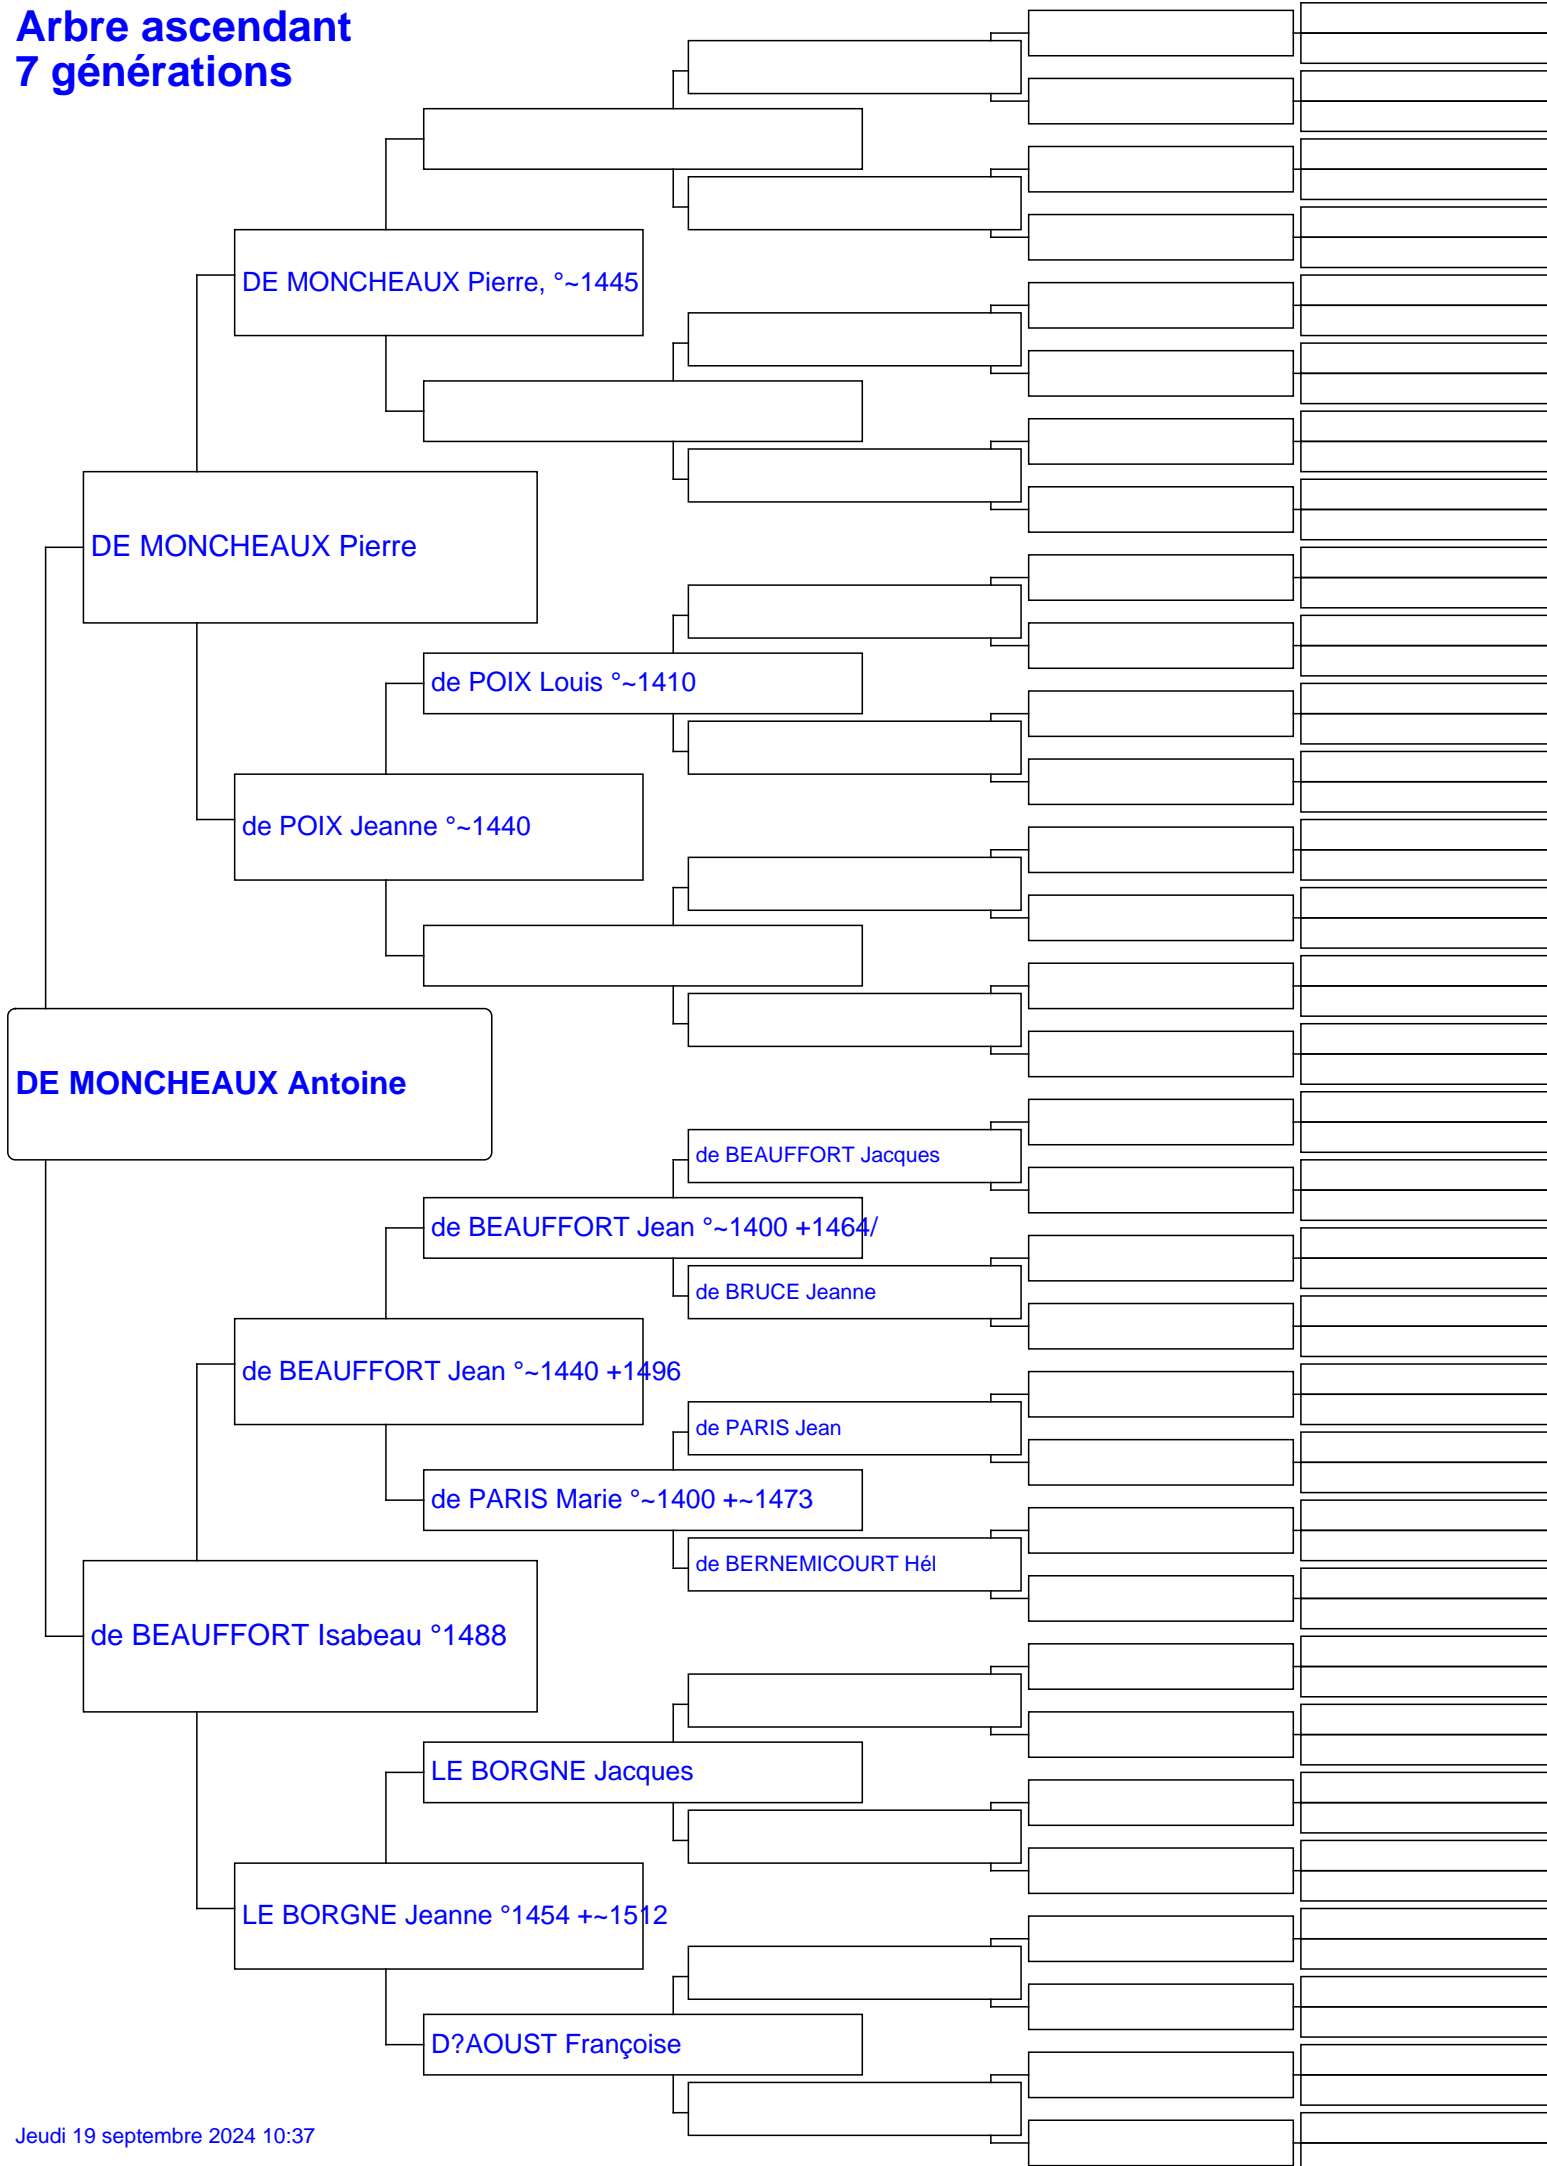 Arbre ascendant
7 générations
DE MONCHEAUX Pierre, °~1445
DE MONCHEAUX Pierre
de POIX Louis °~1410
de POIX Jeanne °~1440
DE MONCHEAUX Antoine
de BEAUFFORT Jacques
de BEAUFFORT Jean °~1400 +1464/
de BRUCE Jeanne
de BEAUFFORT Jean °~1440 +1496
de PARIS Jean
de PARIS Marie °~1400 +~1473
de BERNEMICOURT Hél
de BEAUFFORT Isabeau °1488
LE BORGNE Jacques
LE BORGNE Jeanne °1454 +~1512
D?AOUST Françoise
Jeudi 19 septembre 2024 10:37